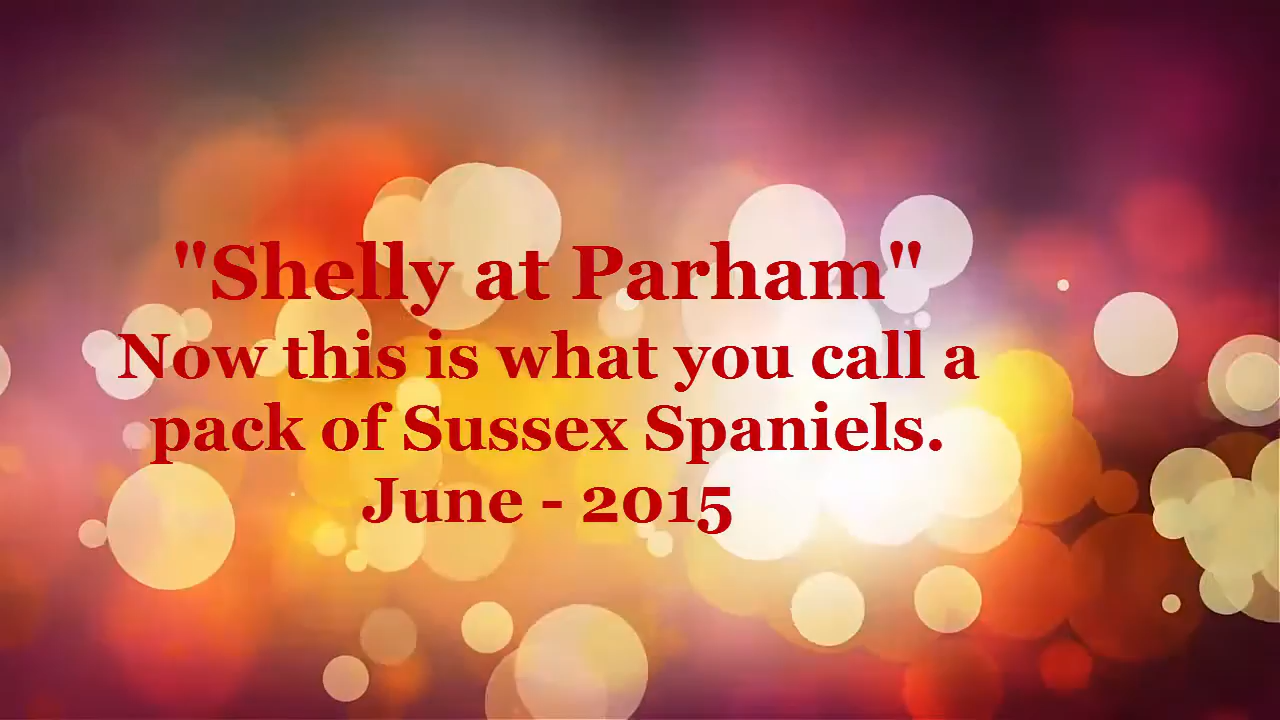 "Shelly at Parham"
Now this is what you call a
pack of Sussex Spaniels.
June - 2015